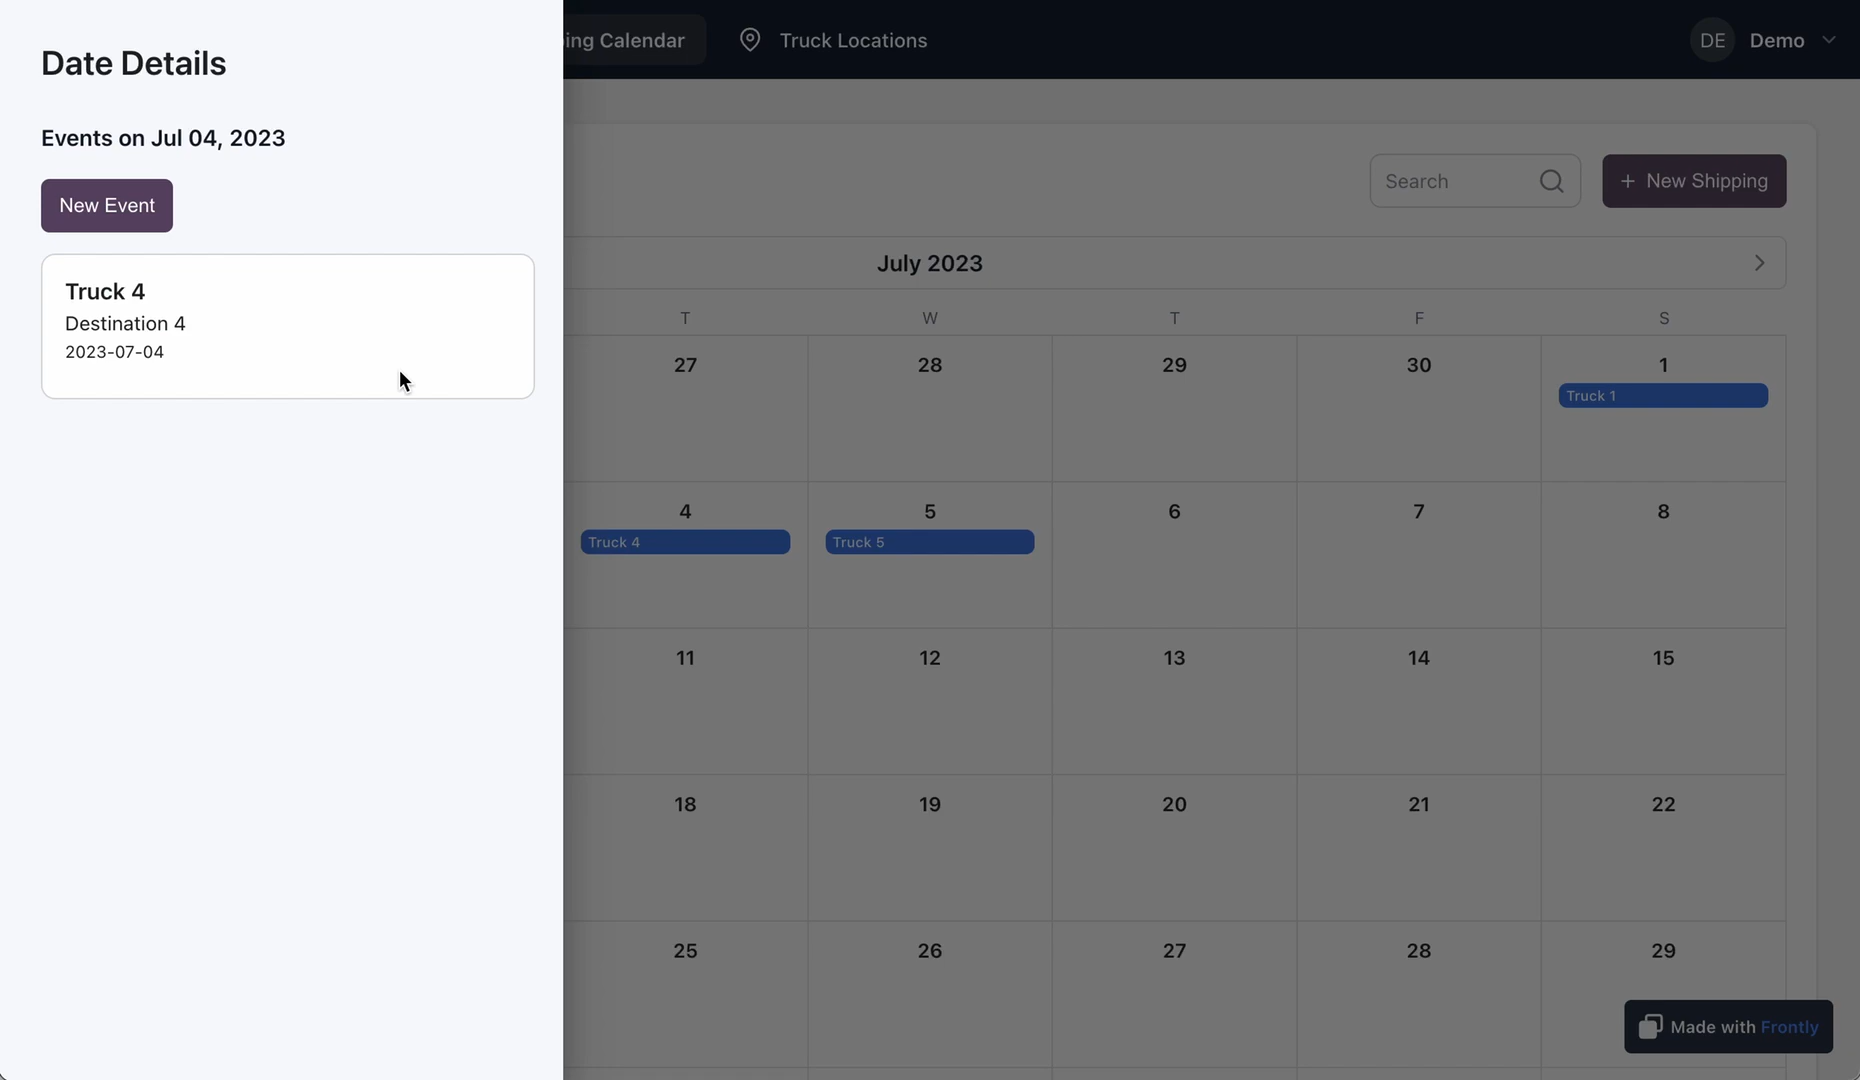 Date Details
Events on Jul 04, 2023
New Event
Truck 4
Destination 4
2023-07-04
ing Calendar
Truck Locations
DE
Demo
Search
+ New Shipping
July 2023
T W T F S
27 28 29 30 1
Truck 1
4 5 6 7 8
Truck 4 Truck 5
11 12 13 14 15
18 19 20 21 22
25 26 27 28 29
Made with Frontly